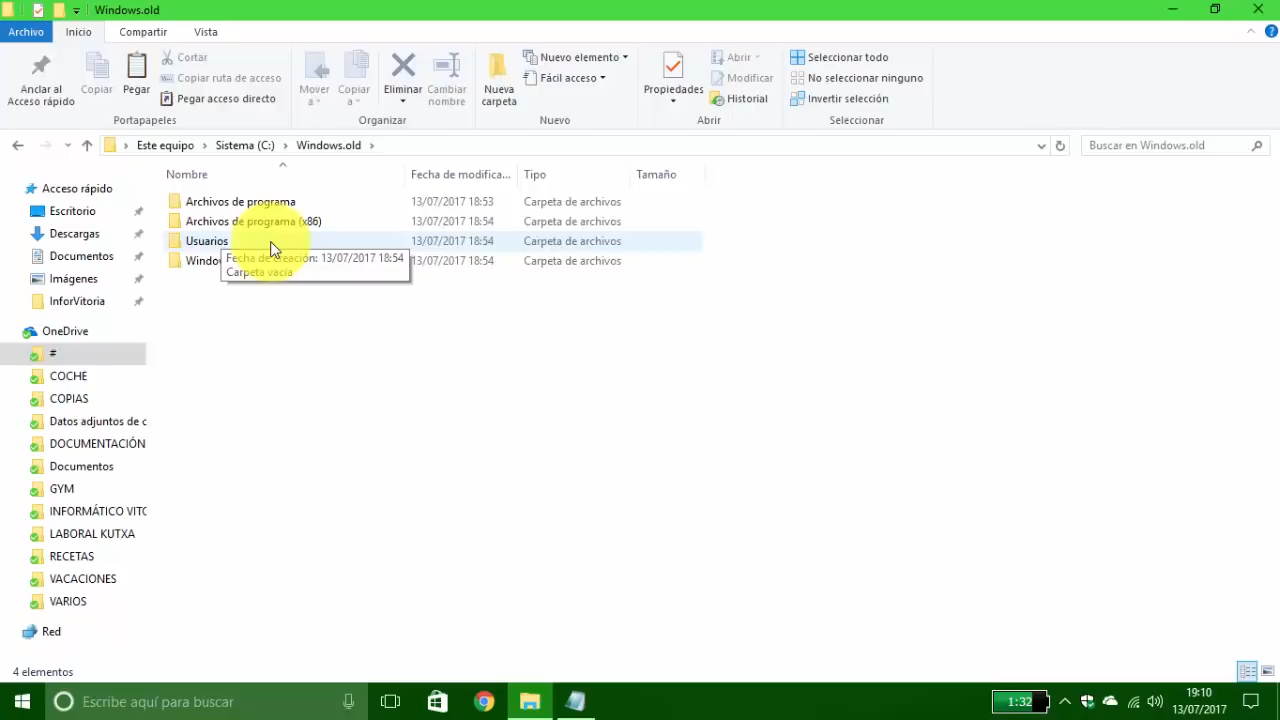 Windows.old
Archivo Inicio Compartir Vista
Anclar al Acceso rápido
Copiar
Pegar
Cortar
Copiar ruta de acceso
Pegar acceso directo
Portapapeles
Mover a
Copiar a
Eliminar
Cambiar nombre
Organizar
Nueva carpeta
Nuevo elemento
Fácil acceso
Nuevo
Propiedades
Abrir
Modificar
Historial
Abrir
Seleccionar todo
No seleccionar ninguno
Invertir selección
Seleccionar
Este equipo Sistema (C:) Windows.old
Buscar en Windows.old
Nombre Fecha de modifica... Tipo Tamaño
Archivos de programa 13/07/2017 18:53 Carpeta de archivos
Archivos de programa (x86) 13/07/2017 18:54 Carpeta de archivos
Usuarios 13/07/2017 18:54 Carpeta de archivos
Windo 13/07/2017 18:54 Carpeta de archivos
Fecha de creación: 13/07/2017 18:54
Carpeta vacía
Acceso rápido
Escritorio
Descargas
Documentos
Imágenes
InforVitoria
OneDrive
#
COCHE
COPIAS
Datos adjuntos de c
DOCUMENTACIÓN
Documentos
GYM
INFORMÁTICO VITO
LABORAL KUTXA
RECETAS
VACACIONES
VARIOS
Red
4 elementos
Escribe aquí para buscar
1:32
19:10
13/07/2017